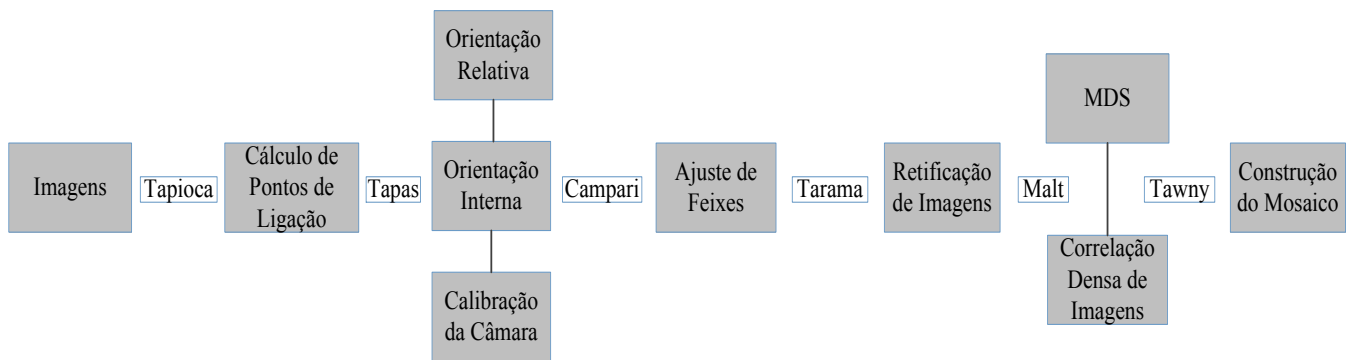 Imagens
Tapioca
Cálculo de
Pontos de
Ligação
Tapas
Orientação
Relativa
Orientação
Interna
Calibração
da Câmara
Campari
Ajuste de
Feixes
Tarama
Retificação
de Imagens
Malt
MDS
Correlação
Densa de
Imagens
Tawny
Construção
do Mosaico